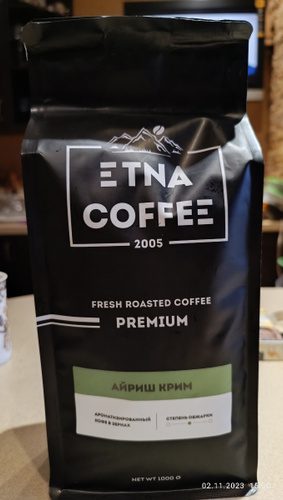 ETNA
COFFEE
2005
FRESH ROASTED COFFEE
PREMIUM
АЙРИШ КРИМ
АРОМАТИЗИРОВАННЫЙ
КОФЕ В ЗЕРНАХ
СТЕПЕНЬ ОБЖАРКИ
NET WT 1000 G
02.11.2023